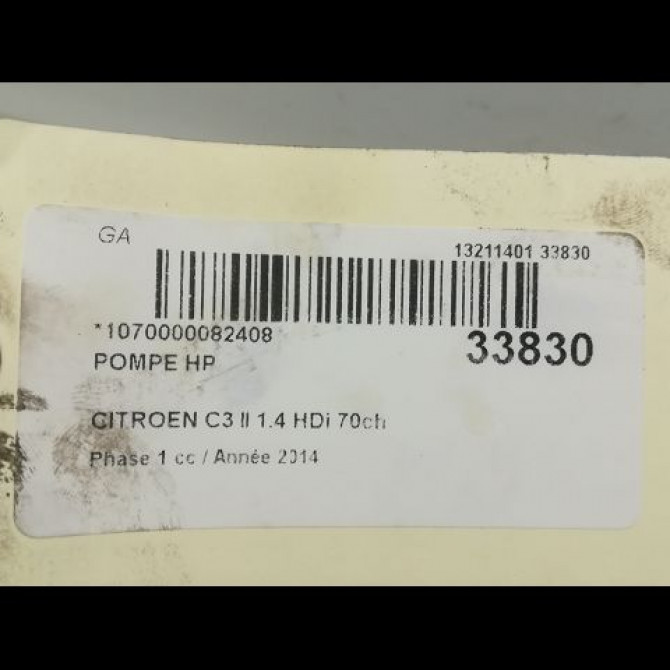 GA
13211401 33830
*1070000082408
33830
POMPE HP
CITROEN C3 II 1.4 HDi 70ch
Phase 1 cc / Année 2014